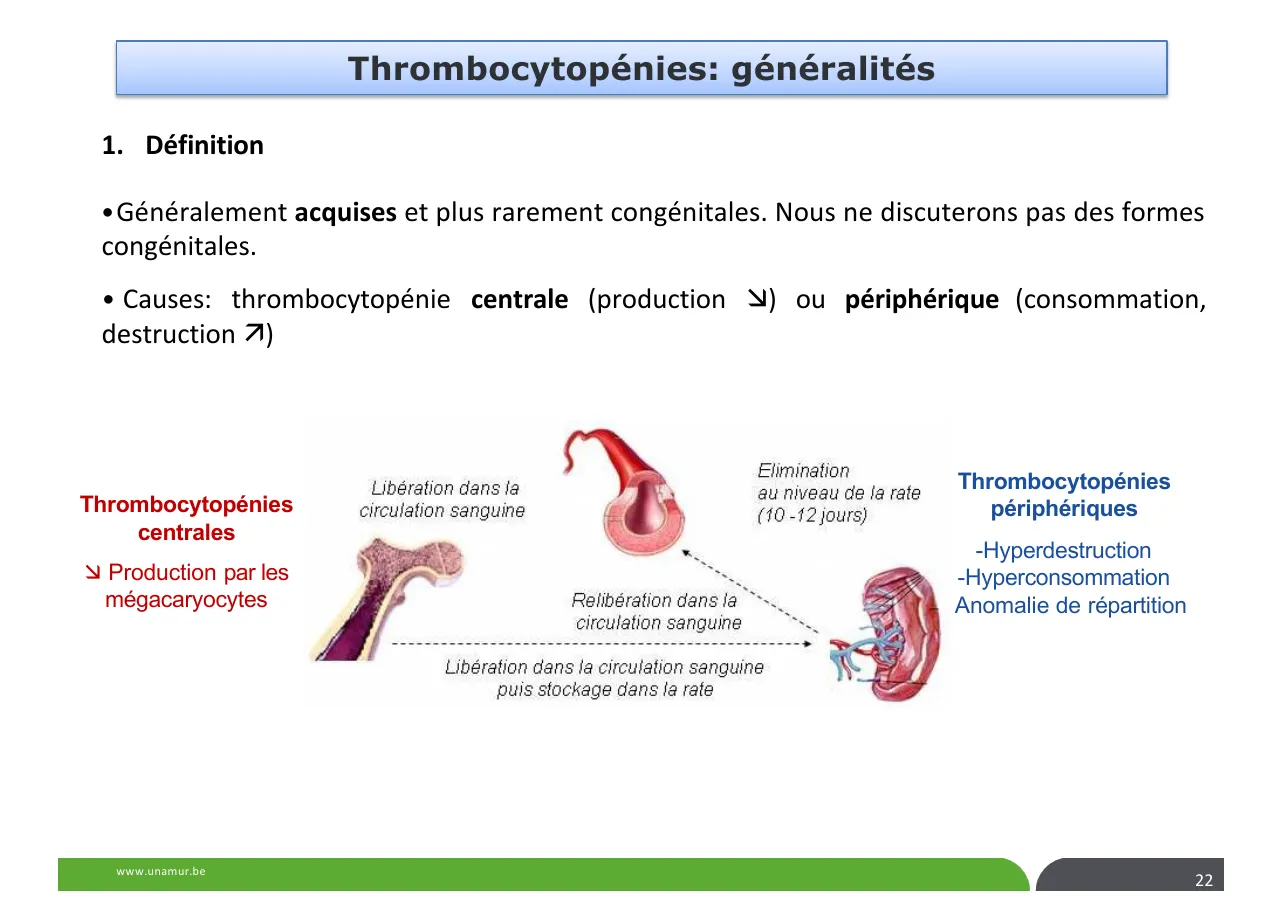 Thrombocytopénies: généralités
1. Définition
•Généralement acquises et plus rarement congénitales. Nous ne discuterons pas des formes
congénitales.
• Causes: thrombocytopénie centrale (production ↘) ou périphérique (consommation,
destruction ↗)
Thrombocytopénies
centrales
↘ Production par les
mégacaryocytes
Libération dans la
circulation sanguine
Elimination
au niveau de la rate
(10 -12 jours)
Relibération dans la
circulation sanguine
Libération dans la circulation sanguine
puis stockage dans la rate
Thrombocytopénies
périphériques
-Hyperdestruction
-Hyperconsommation
Anomalie de répartition
www.unamur.be
22